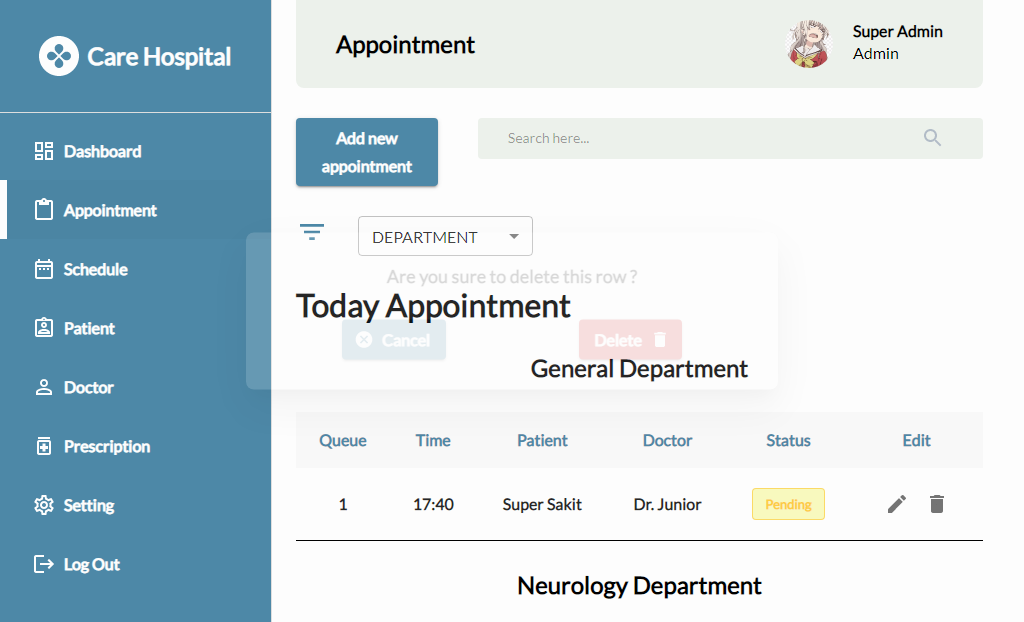 Care Hospital
Dashboard
Appointment
Schedule
Patient
Doctor
Prescription
Setting
Log Out
Appointment
Super Admin
Admin
Add new
appointment
Search here...
DEPARTMENT
Are you sure to delete this row ?
Today Appointment
Cancel Delete
General Department
Queue Time Patient Doctor Status Edit
1 17:40 Super Sakit Dr. Junior Pending
Neurology Department